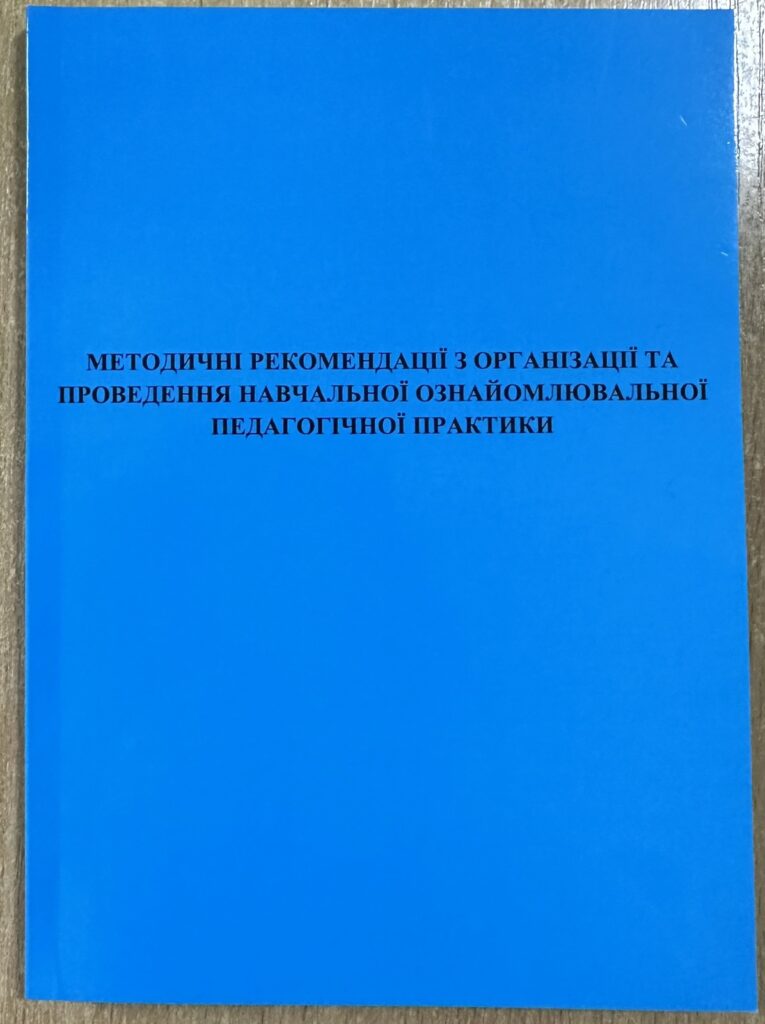 МЕТОДИЧНІ РЕКОМЕНДАЦІЇ З ОРГАНІЗАЦІЇ ТА
ПРОВЕДЕННЯ НАВЧАЛЬНОЇ ОЗНАЙОМЛЮВАЛЬНОЇ
ПЕДАГОГІЧНОЇ ПРАКТИКИ